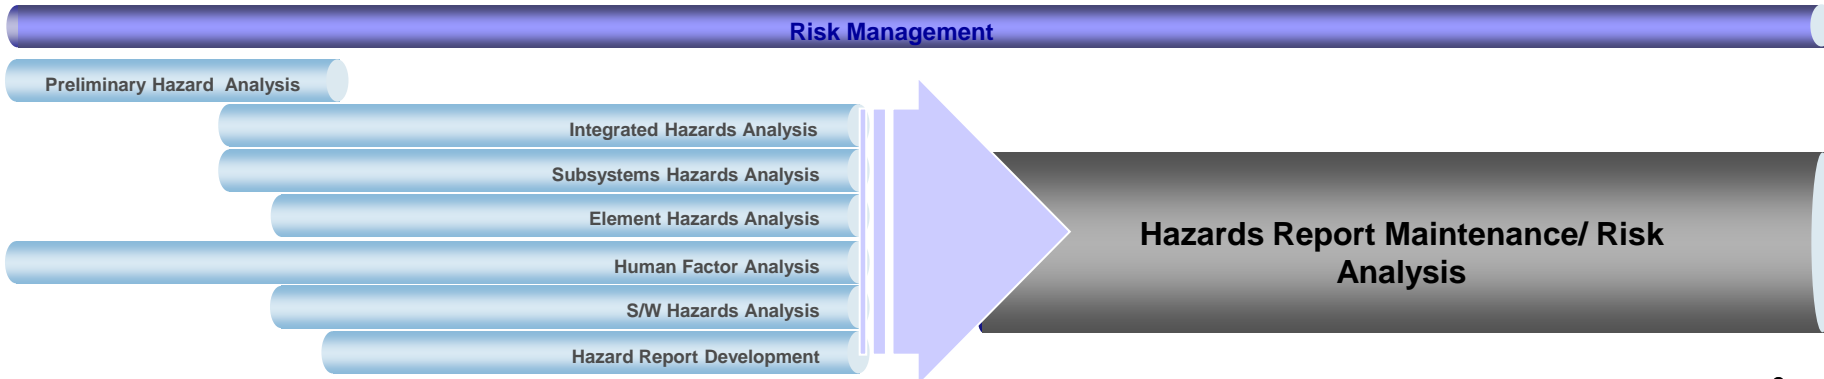 Risk Management
Preliminary Hazard Analysis
Integrated Hazards Analysis
Subsystems Hazards Analysis
Element Hazards Analysis
Human Factor Analysis
S/W Hazards Analysis
Hazard Report Development
Hazards Report Maintenance/ Risk
Analysis